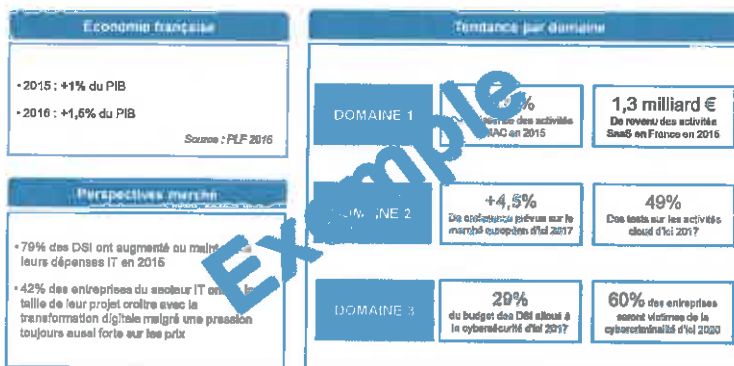 Economie française
• 2015 : +1% du PIB
• 2016 : +1,5% du PIB
Source : PLF 2016
Perspectives marché
• 79% des DSI ont augmenté ou
leurs dépenses IT en 2015
• 42% des entreprises du secteur IT
taille de leur projet croître avec la
transformation digitale malgré une pression
toujours aussi forte sur les prix
Tendance par domaine
DOMAINE 1
%
des activités
en 2015
1,3 milliard €
De revenu des activités
SaaS en France en 2015
DOMAINE 2
+4,5%
De croissance prévue sur le
marché européen d'ici 2017
49%
Des tests sur les activités
cloud d'ici 2017
DOMAINE 3
29%
du budget des DSI alloué à
la cybersécurité d'ici 2017
60% des entreprises
seront victimes de la
cybercriminalité d'ici 2020
Exemple